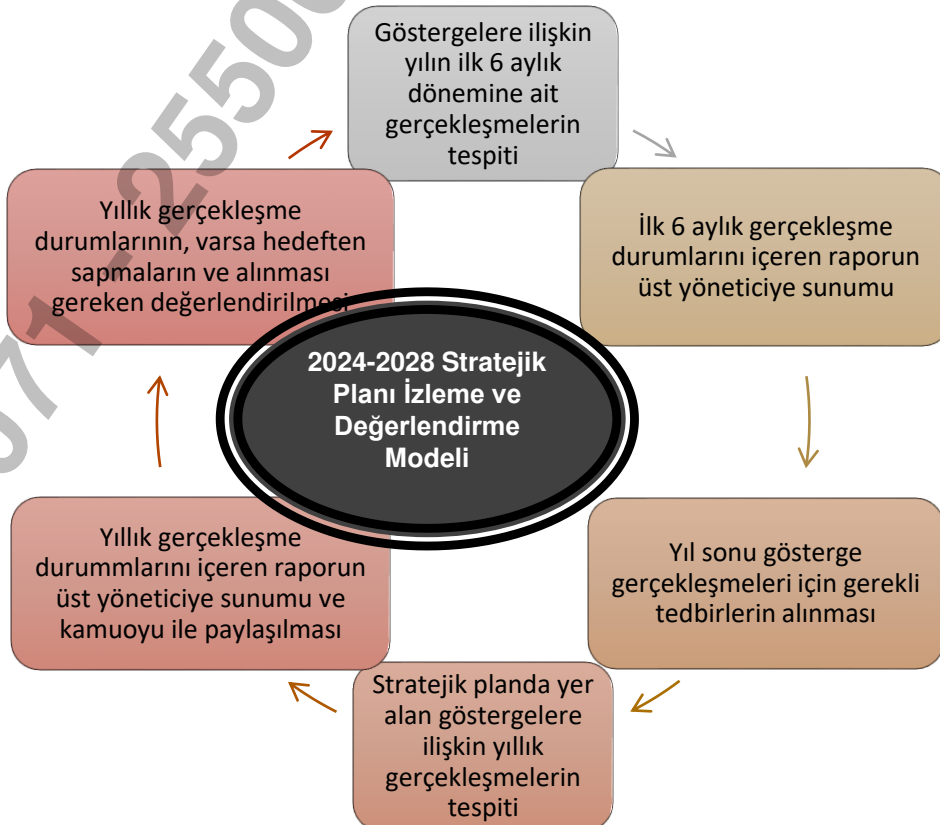 Göstergelere ilişkin
yılın ilk 6 aylık
dönemine ait
gerçekleşmelerin
tespiti
İlk 6 aylık gerçekleşme
durumlarını içeren raporun
üst yöneticiye sunumu
Yıl sonu gösterge
gerçekleşmeleri için gerekli
tedbirlerin alınması
Stratejik planda yer
alan göstergelere
ilişkin yıllık
gerçekleşmelerin
tespiti
Yıllık gerçekleşme
durummlarını içeren raporun
üst yöneticiye sunumu ve
kamuoyu ile paylaşılması
Yıllık gerçekleşme
durumlarının, varsa hedeften
sapmaların ve alınması
gereken değerlendirilmesi
2024-2028 Stratejik
Planı İzleme ve
Değerlendirme
Modeli